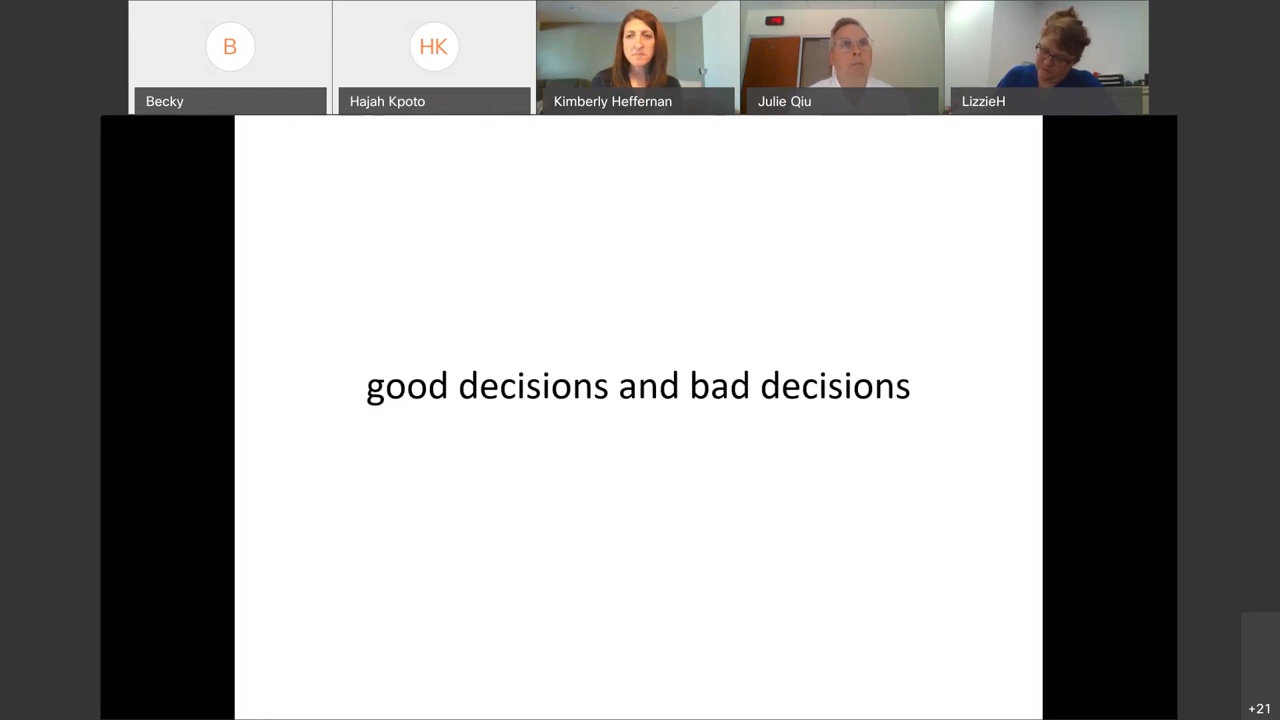 B
HK
Becky
Hajah Kpoto
Kimberly Heffernan
Julie Qiu
LizzieH
good decisions and bad decisions
+21